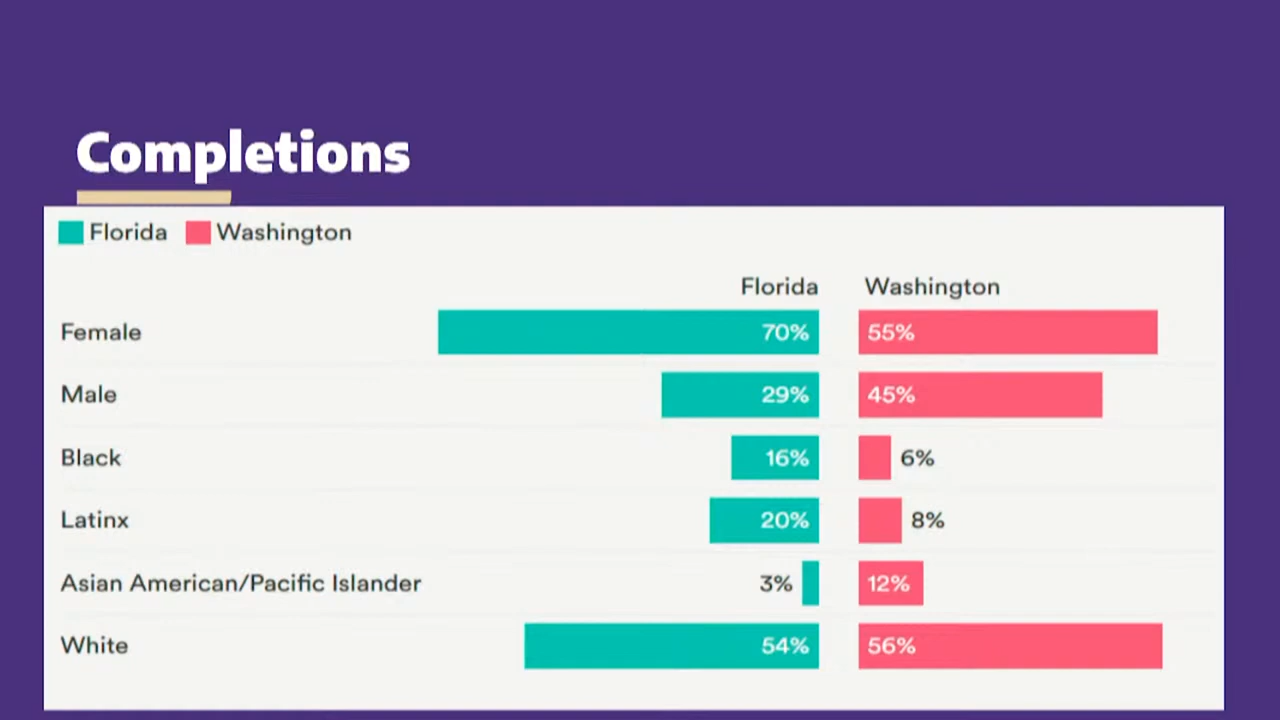 Completions
Florida Washington
Florida Washington
Female 70% 55%
Male 29% 45%
Black 16% 6%
Latinx 20% 8%
Asian American/Pacific Islander 3% 12%
White 54% 56%